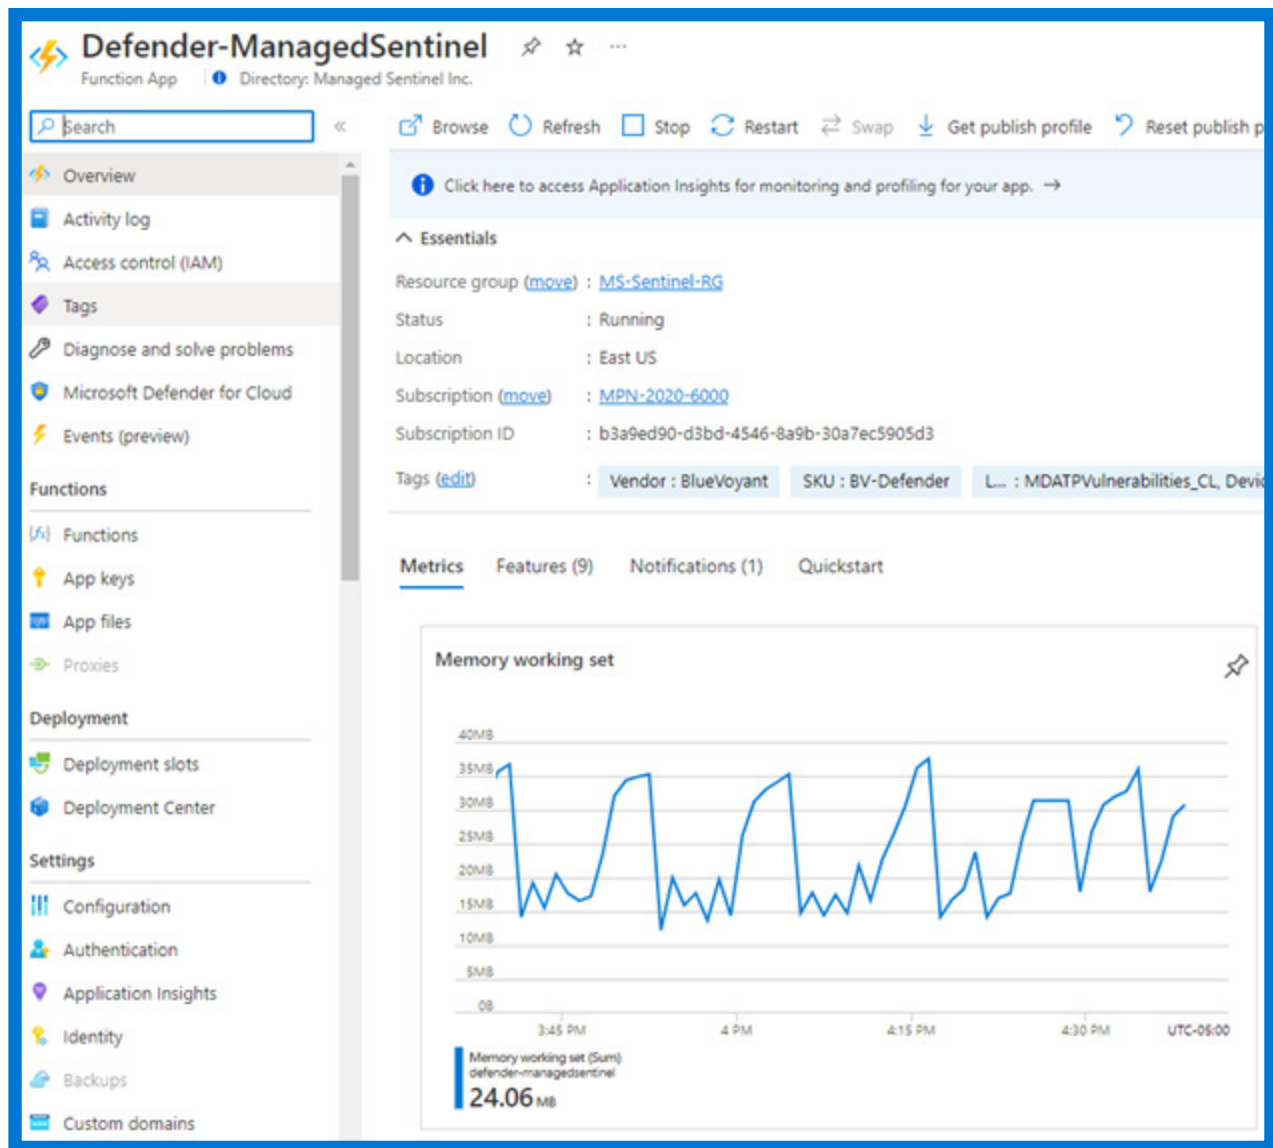 Defender-ManagedSentinel
Function App
Directory: Managed Sentinel Inc.
Search
«
Browse Refresh Stop Restart Swap Get publish profile Reset publish p
Overview
Activity log
Access control (IAM)
Tags
Diagnose and solve problems
Microsoft Defender for Cloud
Events (preview)
Functions
Functions
App keys
App files
Proxies
Deployment
Deployment slots
Deployment Center
Settings
Configuration
Authentication
Application Insights
Identity
Backups
Custom domains
Click here to access Application Insights for monitoring and profiling for your app. →
Essentials
Resource group (move) : MS-Sentinel-RG
Status : Running
Location : East US
Subscription (move) : MPN-2020-6000
Subscription ID : b3a9ed90-d3bd-4546-8a9b-30a7ec5905d3
Tags (edit) : Vendor : BlueVoyant SKU : BV-Defender L... : MDATPVulnerabilities_CL, Devic
Metrics Features (9) Notifications (1) Quickstart
Memory working set
40MB
35MB
30MB
25MB
20MB
15MB
10MB
5MB
0B
3:45 PM 4 PM 4:15 PM 4:30 PM UTC-05:00
Memory working set (Sum)
defender-managedsentinel
24.06 MB